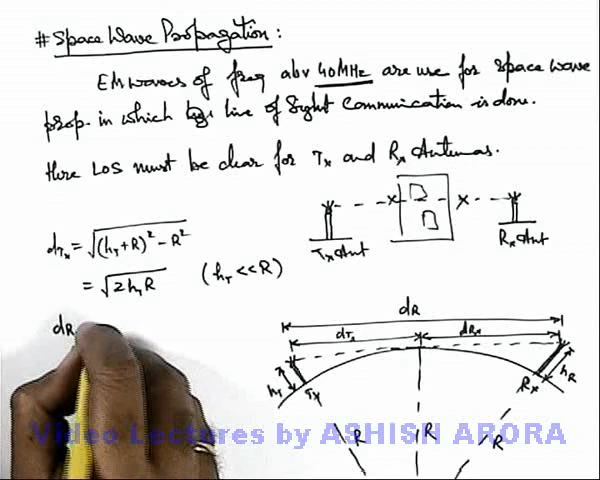 # Space Wave Propagation:
EM waves of freq abv 40MHz are use for space wave
prop. in which line of Sight Communication is done.
Here LOS must be clear for Tx and Rx Antennas.
Tx Ant
Rx Ant
dTx = √(hT+R)² − R²
= √2hTR (hT << R)
dR
dR
dTx dRx
hT Tx Rx hR
R R R
Video Lectures by ASHISH ARORA